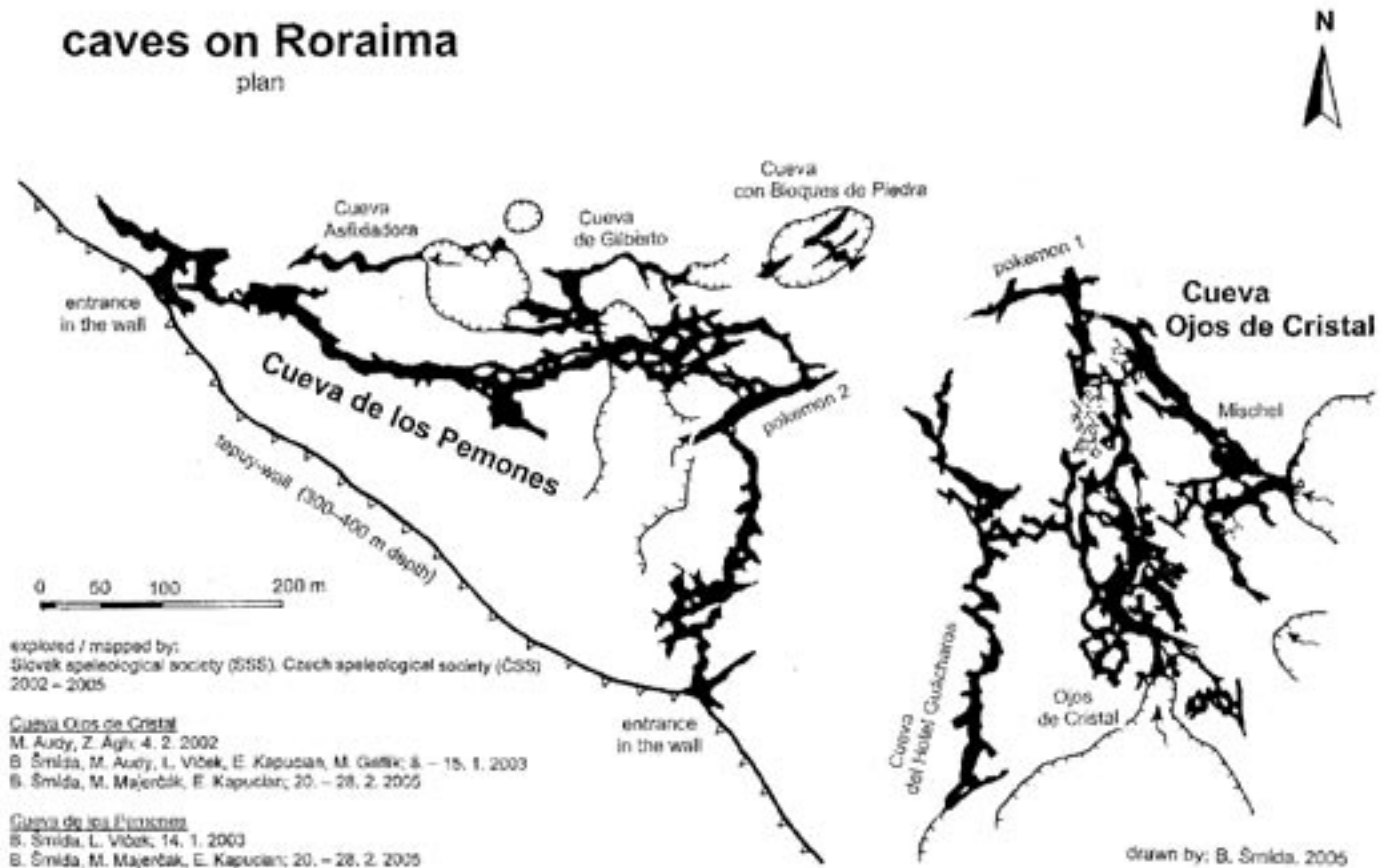 caves on Roraima
plan
N
Cueva
con Bloques de Piedra
Cueva
Asfixiadora
Cueva
de Gilberto
pokemon 1
Cueva
Ojos de Cristal
entrance
in the wall
Cueva de los Pemones
pokemon 2
Mischel
tepuy-wall (300–400 m depth)
0 50 100 200 m
explored / mapped by:
Slovak speleological society (SSS), Czech speleological society (ČSS)
2002 – 2005
Cueva Ojos de Cristal
M. Audy, Z. Ágh; 4. 2. 2002
B. Šmída, M. Audy, L. Vlček, E. Kapucian, M. 8. – 15. 1. 2003
B. Šmída, M. Majerčák, E. Kapucian; 20. – 28. 2. 2005
Cueva de los Pemones
B. Šmída, L. Vlček, 14. 1. 2003
B. Šmída, M. Majerčák, E. Kapucian; 20. – 28. 2. 2005
entrance
in the wall
Cueva
del Hotel Guácharos
Ojos
de Cristal
drawn by: B. Šmída, 2005